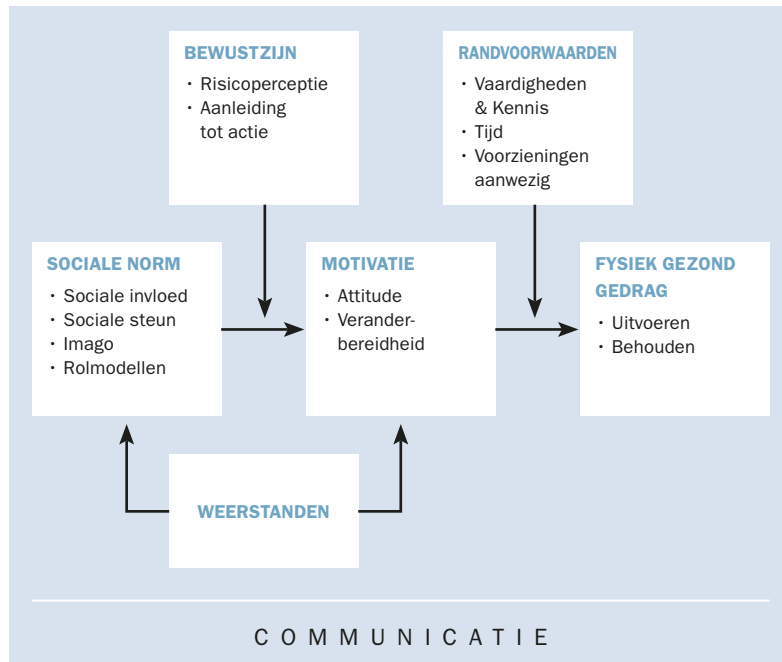 BEWUSTZIJN
· Risicoperceptie
· Aanleiding
tot actie
RANDVOORWAARDEN
· Vaardigheden
& Kennis
· Tijd
· Voorzieningen
aanwezig
SOCIALE NORM
· Sociale invloed
· Sociale steun
· Imago
· Rolmodellen
MOTIVATIE
· Attitude
· Verander-
bereidheid
FYSIEK GEZOND
GEDRAG
· Uitvoeren
· Behouden
WEERSTANDEN
COMMUNICATIE